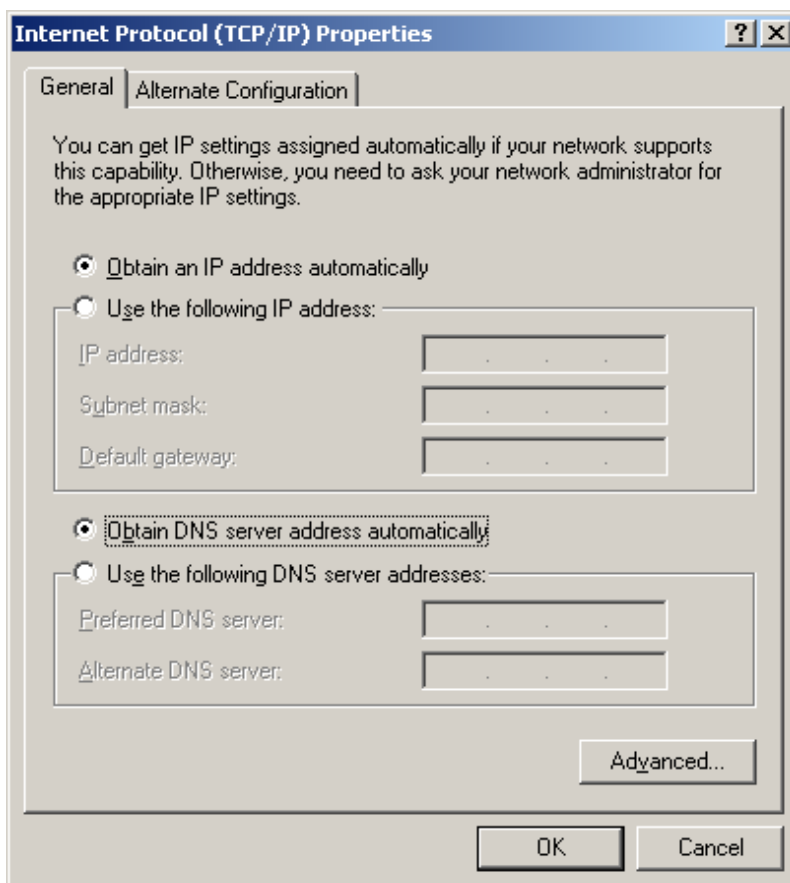 Internet Protocol (TCP/IP) Properties
General
Alternate Configuration
You can get IP settings assigned automatically if your network supports
this capability. Otherwise, you need to ask your network administrator for
the appropriate IP settings.
Obtain an IP address automatically
Use the following IP address:
IP address:
Subnet mask:
Default gateway:
Obtain DNS server address automatically
Use the following DNS server addresses:
Preferred DNS server:
Alternate DNS server:
Advanced...
OK
Cancel